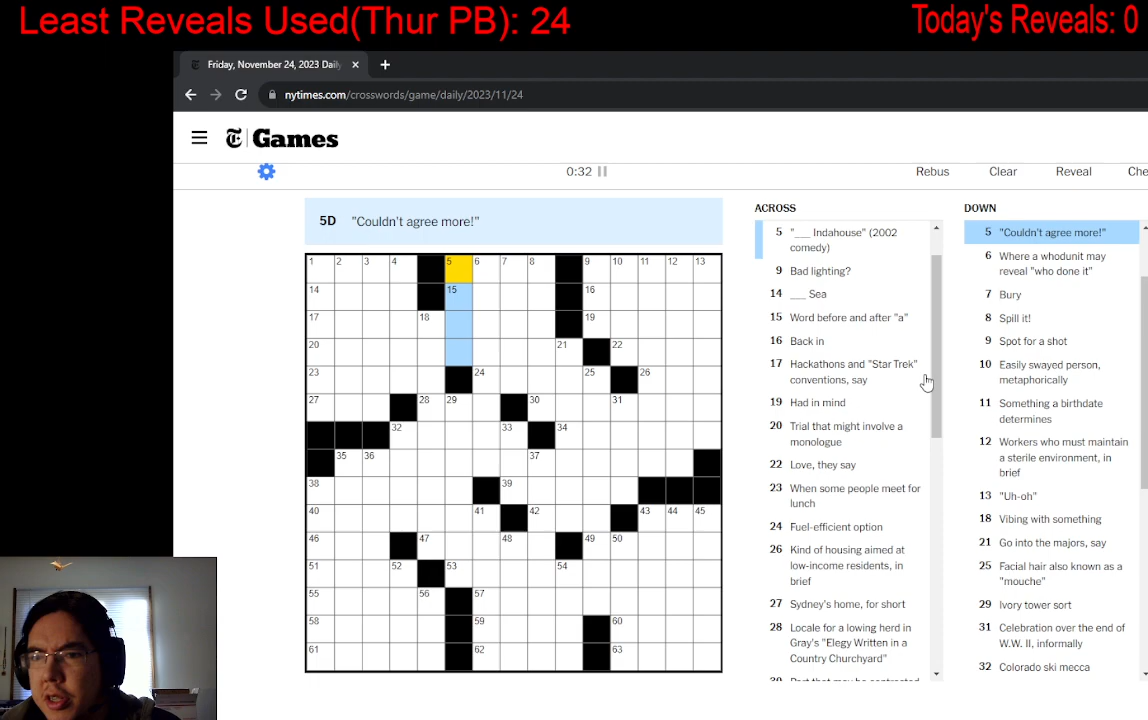 Least Reveals Used(Thur PB): 24
Today's Reveals: 0
Friday, November 24, 2023 Daily
nytimes.com/crosswords/game/daily/2023/11/24
Games
0:32
Rebus
Clear
Reveal
Che
5D "Couldn't agree more!"
1 2 3 4 5 6 7 8 9 10 11 12 13
14 15 16
17 18 19
20 21 22
23 24 25 26
27 28 29 30 31
32 33 34
35 36 37
38 39
40 41 42 43 44 45
46 47 48 49 50
51 52 53 54
55 56 57
58 59 60
61 62 63
ACROSS
5 "___ Indahouse" (2002
comedy)
9 Bad lighting?
14 ___ Sea
15 Word before and after "a"
16 Back in
17 Hackathons and "Star Trek"
conventions, say
19 Had in mind
20 Trial that might involve a
monologue
22 Love, they say
23 When some people meet for
lunch
24 Fuel-efficient option
26 Kind of housing aimed at
low-income residents, in
brief
27 Sydney's home, for short
28 Locale for a lowing herd in
Gray's "Elegy Written in a
Country Churchyard"
DOWN
5 "Couldn't agree more!"
6 Where a whodunit may
reveal "who done it"
7 Bury
8 Spill it!
9 Spot for a shot
10 Easily swayed person,
metaphorically
11 Something a birthdate
determines
12 Workers who must maintain
a sterile environment, in
brief
13 "Uh-oh"
18 Vibing with something
21 Go into the majors, say
25 Facial hair also known as a
"mouche"
29 Ivory tower sort
31 Celebration over the end of
W.W. II, informally
32 Colorado ski mecca